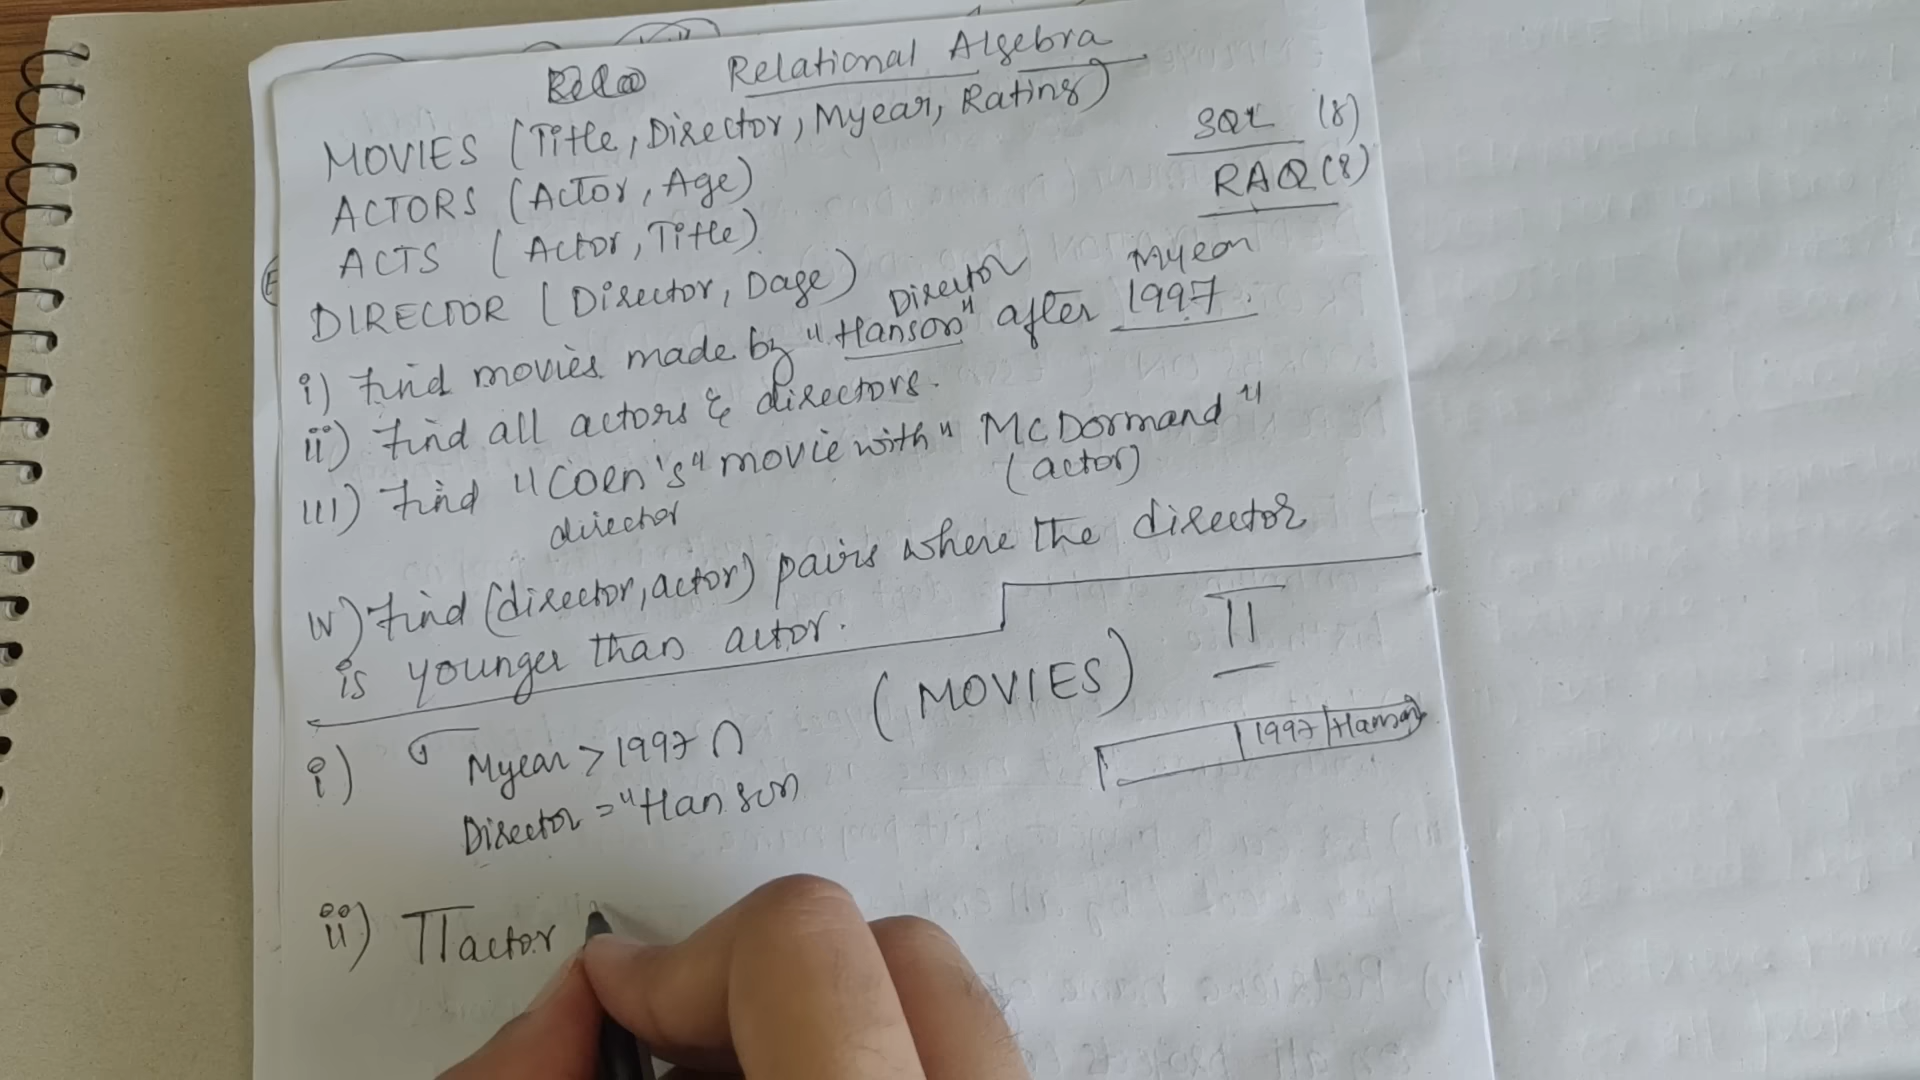 Relational Algebra
MOVIES (Title, Director, Myear, Rating)
ACTORS (Actor, Age)
ACTS (Actor, Title)
DIRECTOR (Director, Dage)
SQL (8)
RAQ (8)
Director
Myear
i) Find movies made by "Hanson" after 1997.
ii) Find all actors & directors.
iii) Find "Coen's" movie with "McDormand"
director
(actor)
iv) Find (director, actor) pairs where the director
is younger than actor.
i) σ Myear > 1997 ∩ (MOVIES)
Director = "Hanson
π
1997 Hanson
ii) π actor